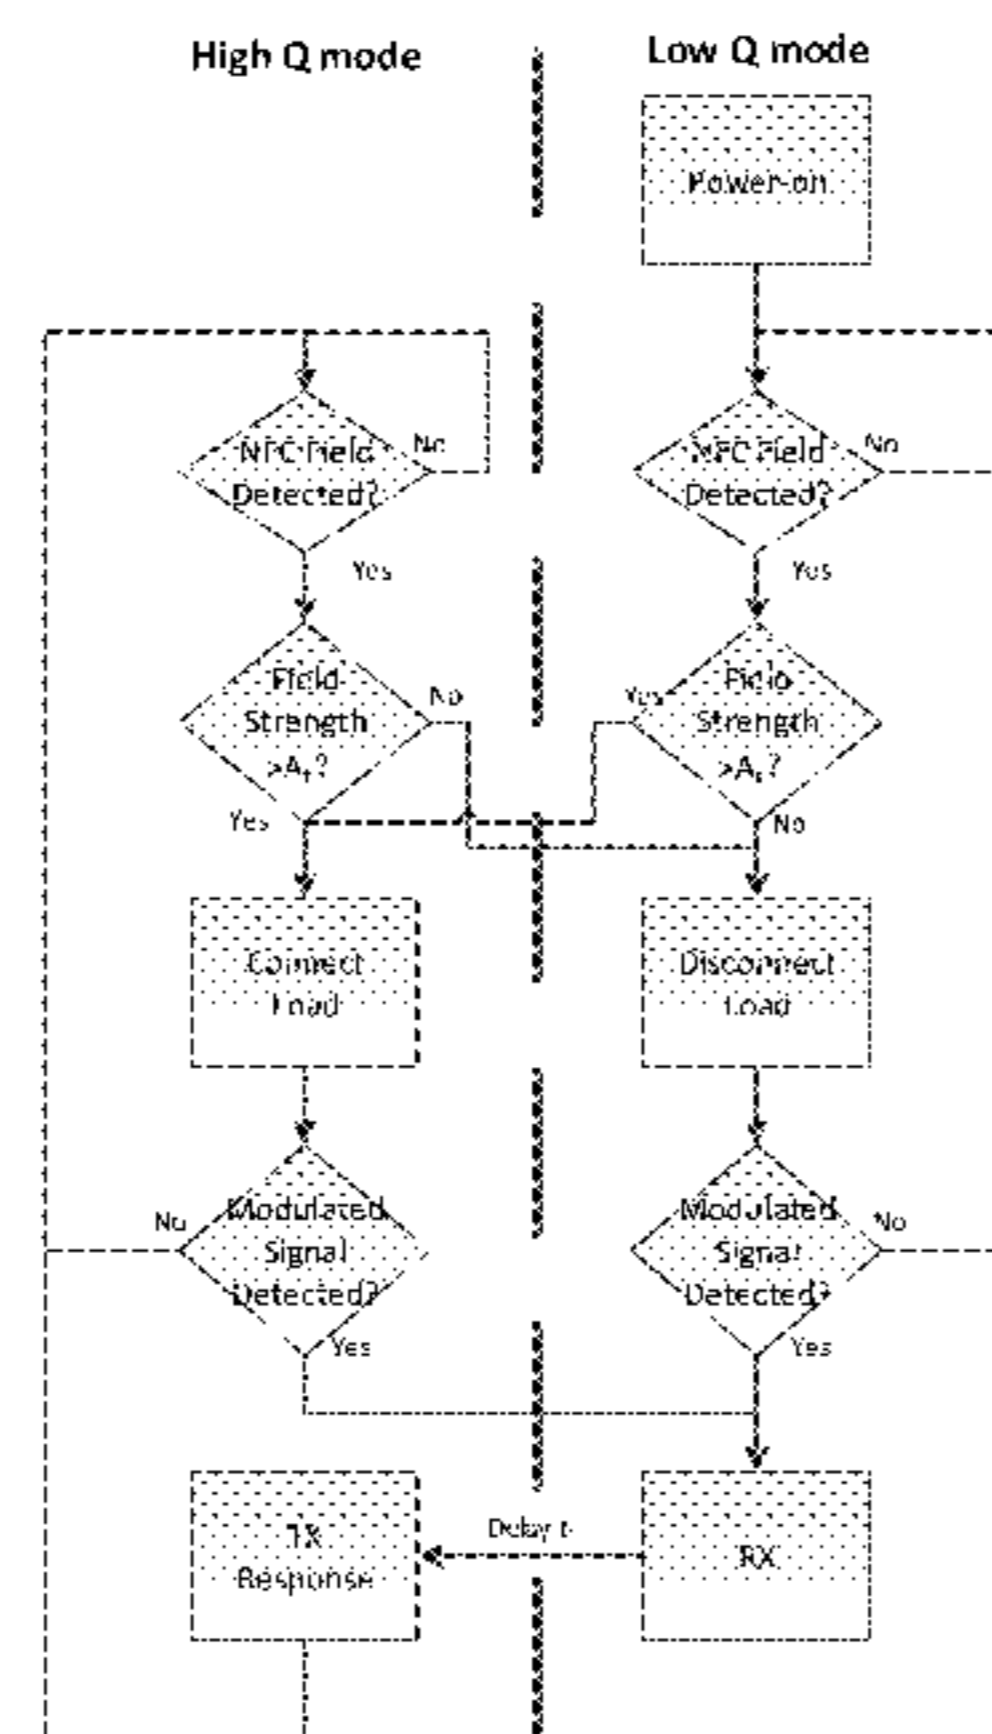 High Q mode
Low Q mode
Power-on
NFC Field
Detected?
No
Yes
NFC Field
Detected?
No
Yes
Field
Strength
>A
No
Yes
Yes
Field
Strength
>A
No
Connect
Load
Disconnect
Load
Modulated
Signal
Detected?
No
Yes
Modulated
Signal
Detected?
No
Yes
TX
Response
Delay
RX